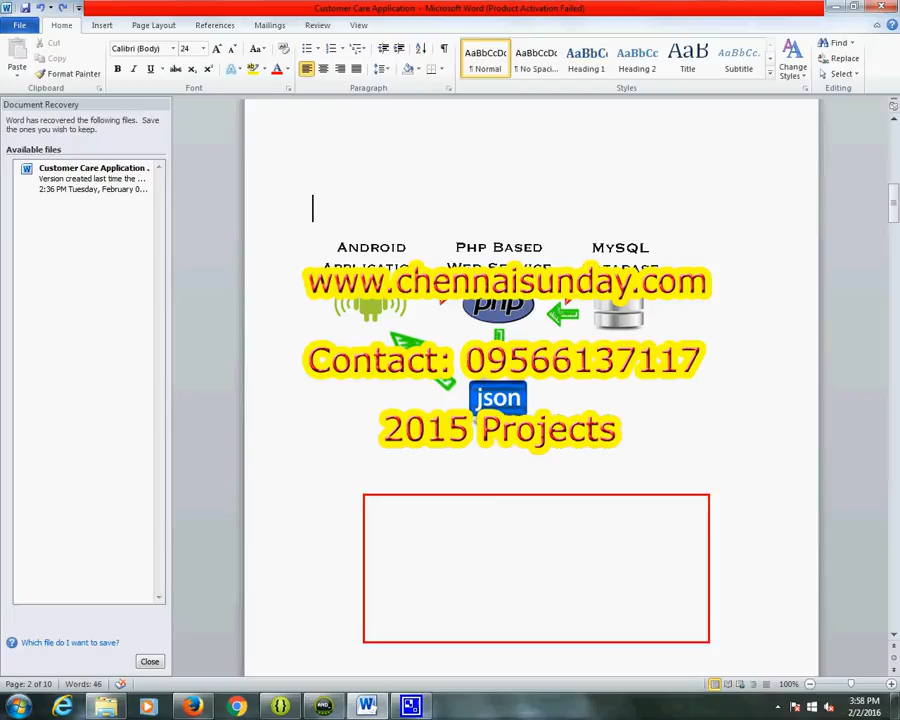 Customer Care Application - Microsoft Word (Product Activation Failed)
File Home Insert Page Layout References Mailings Review View
Cut
Copy
Format Painter
Paste
Clipboard
Calibri (Body) 24
Font
Paragraph
AaBbCcDc AaBbCcDc AaBbC AaBbCc AaB AaBbCc.
¶ Normal ¶ No Spaci... Heading 1 Heading 2 Title Subtitle
Change Styles
Styles
Find
Replace
Select
Editing
Document Recovery
Word has recovered the following files. Save
the ones you wish to keep.
Available files
Customer Care Application .
Version created last time the ...
2:36 PM Tuesday, February 0...
Which file do I want to save?
Close
Android Php Based MySQL
www.chennaisunday.com
php
Contact: 09566137117
json
2015 Projects
Page: 2 of 10 Words: 46
100%
3:58 PM
2/2/2016